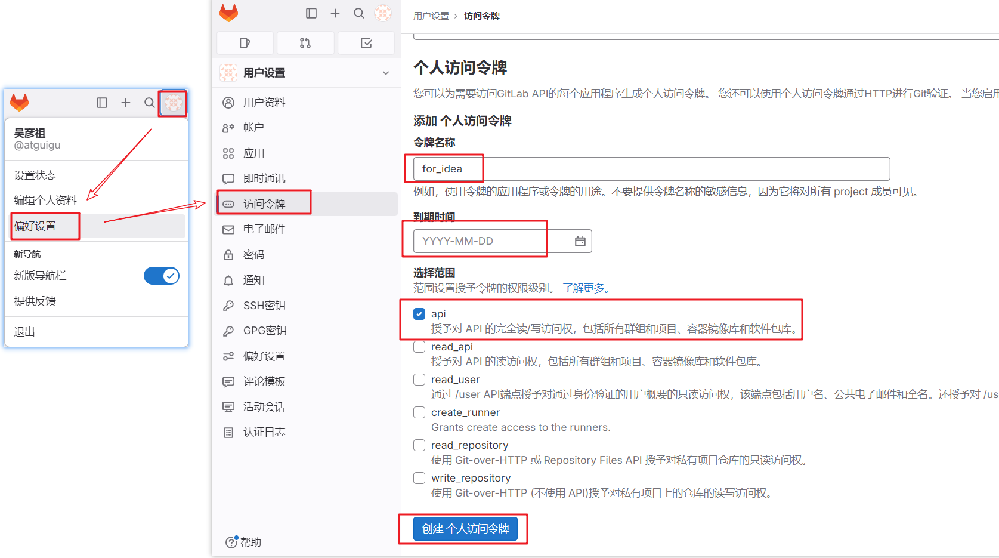 吴彦祖
@atguigu
设置状态
编辑个人资料
偏好设置
新导航
新版导航栏
提供反馈
退出
用户设置
用户资料
帐户
应用
即时通讯
访问令牌
电子邮件
密码
通知
SSH密钥
GPG密钥
偏好设置
评论模板
活动会话
认证日志
帮助
用户设置 › 访问令牌
个人访问令牌
您可以为需要访问GitLab API的每个应用程序生成个人访问令牌。 您还可以使用个人访问令牌通过HTTP进行Git验证。 当您启用
添加 个人访问令牌
令牌名称
for_idea
例如，使用令牌的应用程序或令牌的用途。不要提供令牌名称的敏感信息，因为它将对所有 project 成员可见。
到期时间
YYYY-MM-DD
选择范围
范围设置授予令牌的权限级别。 了解更多。
api
授予对 API 的完全读/写访问权，包括所有群组和项目、容器镜像库和软件包库。
read_api
授予对 API 的读访问权，包括所有群组和项目、容器镜像库和软件包库。
read_user
通过 /user API端点授予对通过身份验证的用户概要的只读访问权，该端点包括用户名、公共电子邮件和全名。还授予对 /us
create_runner
Grants create access to the runners.
read_repository
使用 Git-over-HTTP 或 Repository Files API 授予对私有项目仓库的只读访问权。
write_repository
使用 Git-over-HTTP (不使用 API)授予对私有项目上的仓库的读写访问权。
创建 个人访问令牌